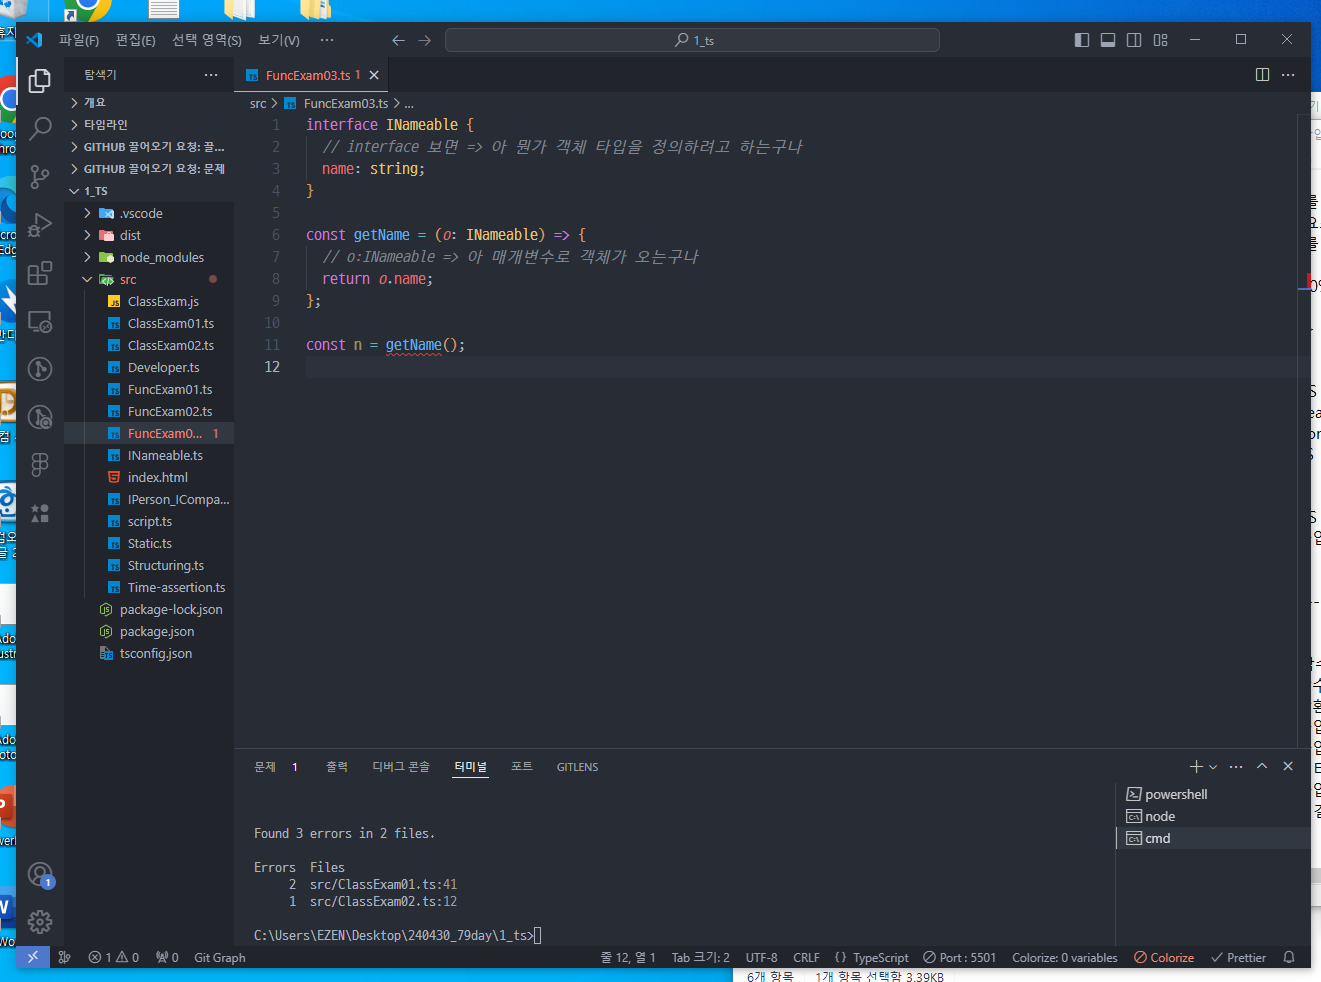 파일(F) 편집(E) 선택 영역(S) 보기(V) ··· 1_ts
탐색기 ···
FuncExam03.ts 1
개요
타임라인
GITHUB 끌어오기 요청: 끌...
GITHUB 끌어오기 요청: 문제
1_TS
.vscode
dist
node_modules
src
ClassExam.js
ClassExam01.ts
ClassExam02.ts
Developer.ts
FuncExam01.ts
FuncExam02.ts
FuncExam0... 1
INameable.ts
index.html
IPerson_ICompa...
script.ts
Static.ts
Structuring.ts
Time-assertion.ts
package-lock.json
package.json
tsconfig.json
src > FuncExam03.ts > ...
1 interface INameable {
2 // interface 보면 => 아 뭔가 객체 타입을 정의하려고 하는구나
3 name: string;
4 }
5
6 const getName = (o: INameable) => {
7 // o:INameable => 아 매개변수로 객체가 오는구나
8 return o.name;
9 };
10
11 const n = getName();
12
문제 1 출력 디버그 콘솔 터미널 포트 GITLENS
Found 3 errors in 2 files.
Errors Files
2 src/ClassExam01.ts:41
1 src/ClassExam02.ts:12
C:\Users\EZEN\Desktop\240430_79day\1_ts>
powershell
node
cmd
1 0 0 Git Graph 줄 12, 열 1 Tab 크기: 2 UTF-8 CRLF {} TypeScript Port : 5501 Colorize: 0 variables Colorize Prettier
6개 항목 1개 항목 선택함 3.39KB